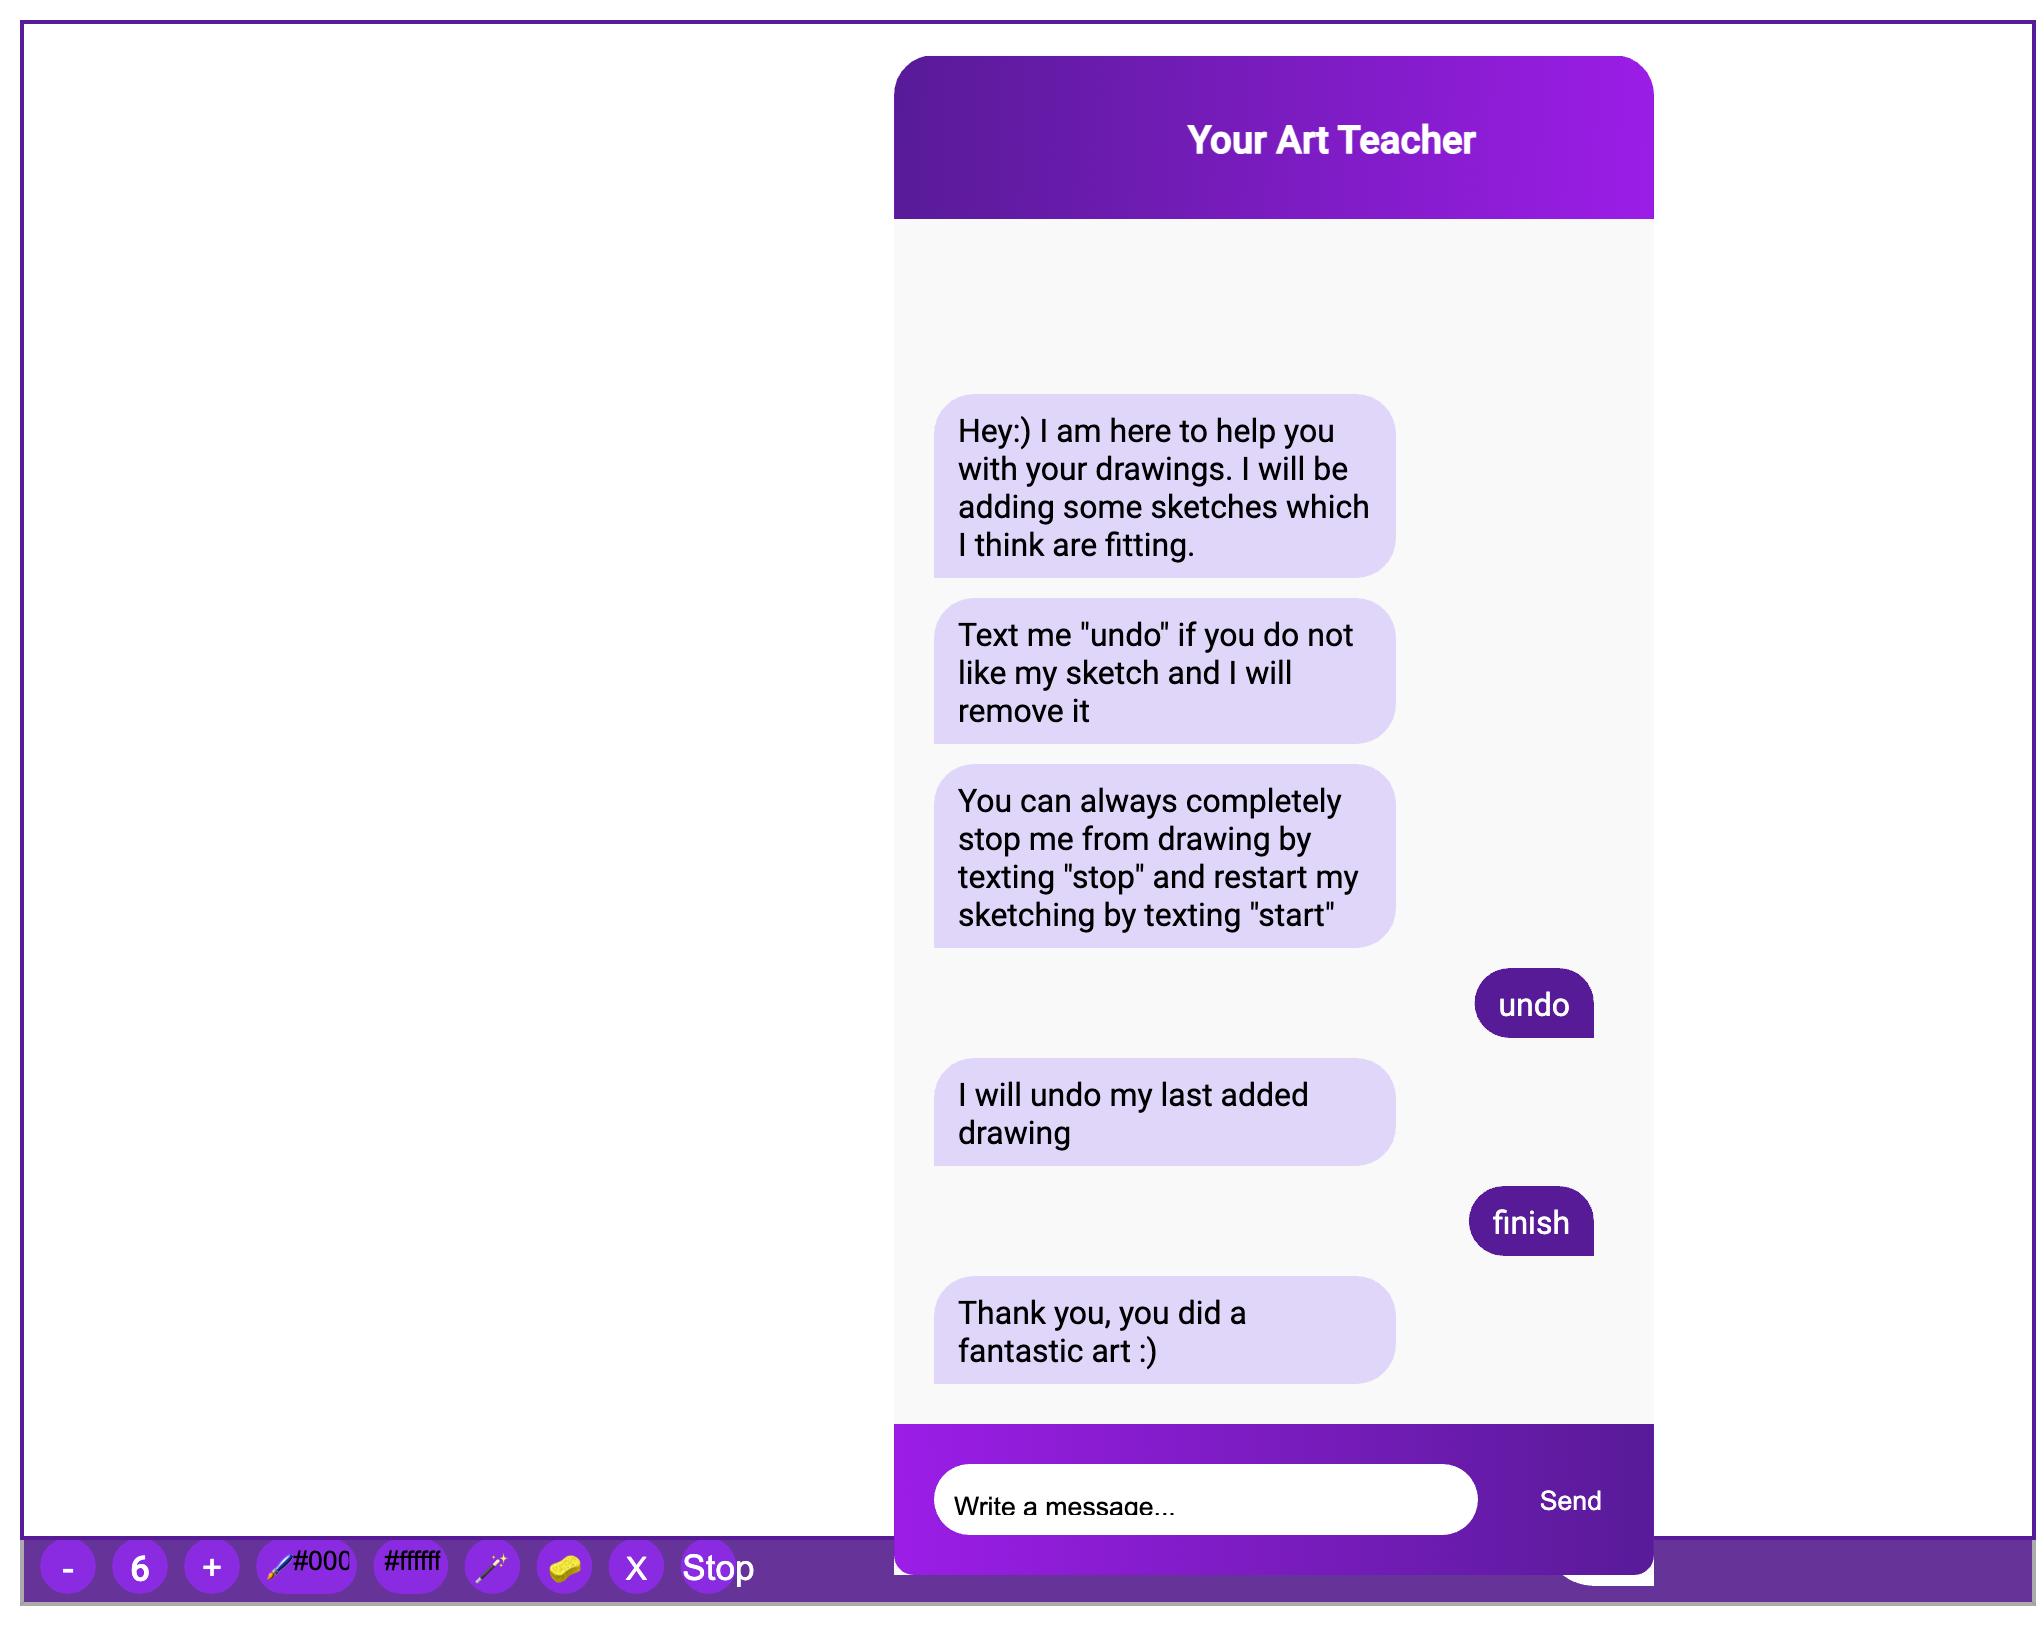 Your Art Teacher
Hey:) I am here to help you
with your drawings. I will be
adding some sketches which
I think are fitting.
Text me "undo" if you do not
like my sketch and I will
remove it
You can always completely
stop me from drawing by
texting "stop" and restart my
sketching by texting "start"
undo
I will undo my last added
drawing
finish
Thank you, you did a
fantastic art :)
Write a message...
Send
- 6 + #000 #ffffff X Stop